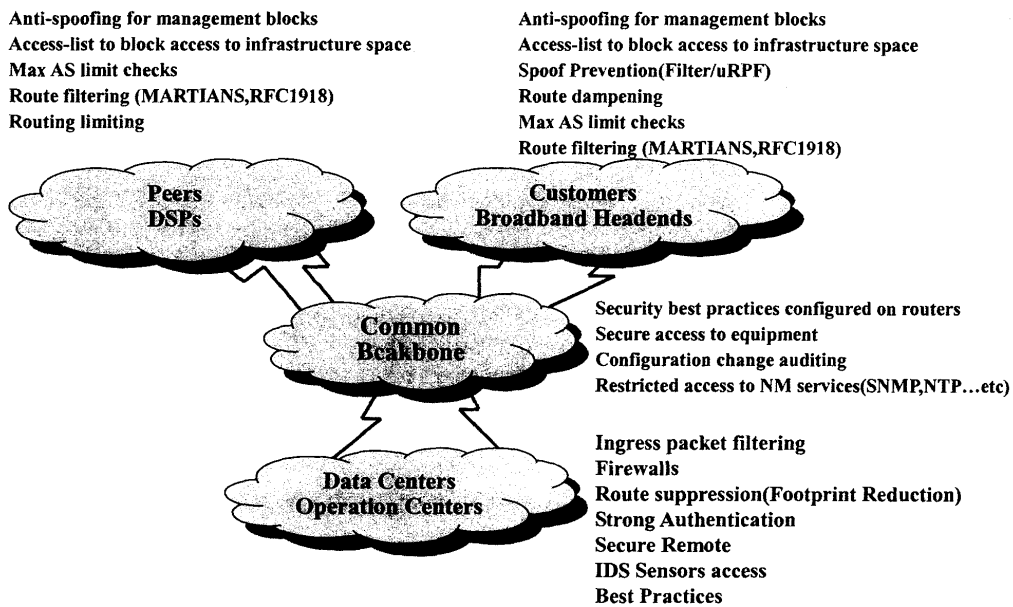 Anti-spoofing for management blocks
Access-list to block access to infrastructure space
Max AS limit checks
Route filtering (MARTIANS,RFC1918)
Routing limiting
Anti-spoofing for management blocks
Access-list to block access to infrastructure space
Spoof Prevention(Filter/uRPF)
Route dampening
Max AS limit checks
Route filtering (MARTIANS,RFC1918)
Peers
DSPs
Customers
Broadband Headends
Common
Bcakbone
Security best practices configured on routers
Secure access to equipment
Configuration change auditing
Restricted access to NM services(SNMP,NTP...etc)
Data Centers
Operation Centers
Ingress packet filtering
Firewalls
Route suppression(Footprint Reduction)
Strong Authentication
Secure Remote
IDS Sensors access
Best Practices